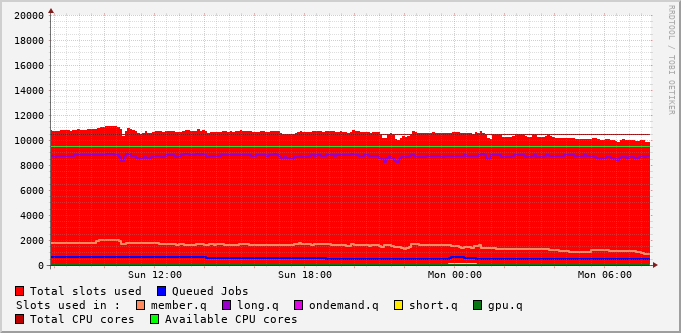 20000
18000
16000
14000
12000
10000
8000
6000
4000
2000
0
Sun 12:00 Sun 18:00 Mon 00:00 Mon 06:00
RRDTOOL / TOBI OETIKER
Total slots used Queued Jobs
Slots used in : member.q long.q ondemand.q short.q gpu.q
Total CPU cores Available CPU cores